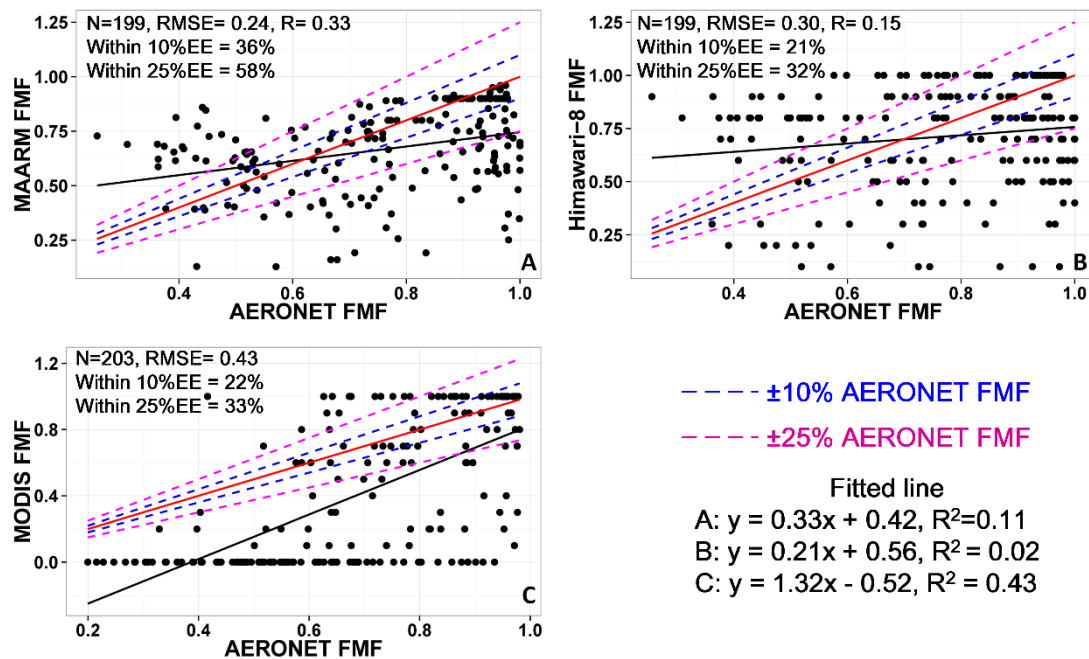 N=199, RMSE= 0.24, R= 0.33
Within 10%EE = 36%
Within 25%EE = 58%
MAARM FMF
1.25
1.00
0.75
0.50
0.25
A
0.4
0.6
0.8
1.0
AERONET FMF
N=199, RMSE= 0.30, R= 0.15
Within 10%EE = 21%
Within 25%EE = 32%
Himawari-8 FMF
1.25
1.00
0.75
0.50
0.25
B
0.4
0.6
0.8
1.0
AERONET FMF
N=203, RMSE= 0.43
Within 10%EE = 22%
Within 25%EE = 33%
MODIS FMF
1.2
0.8
0.4
0.0
C
0.2
0.4
0.6
0.8
1.0
AERONET FMF
±10% AERONET FMF
±25% AERONET FMF
Fitted line
A: y = 0.33x + 0.42, R²=0.11
B: y = 0.21x + 0.56, R² = 0.02
C: y = 1.32x - 0.52, R² = 0.43